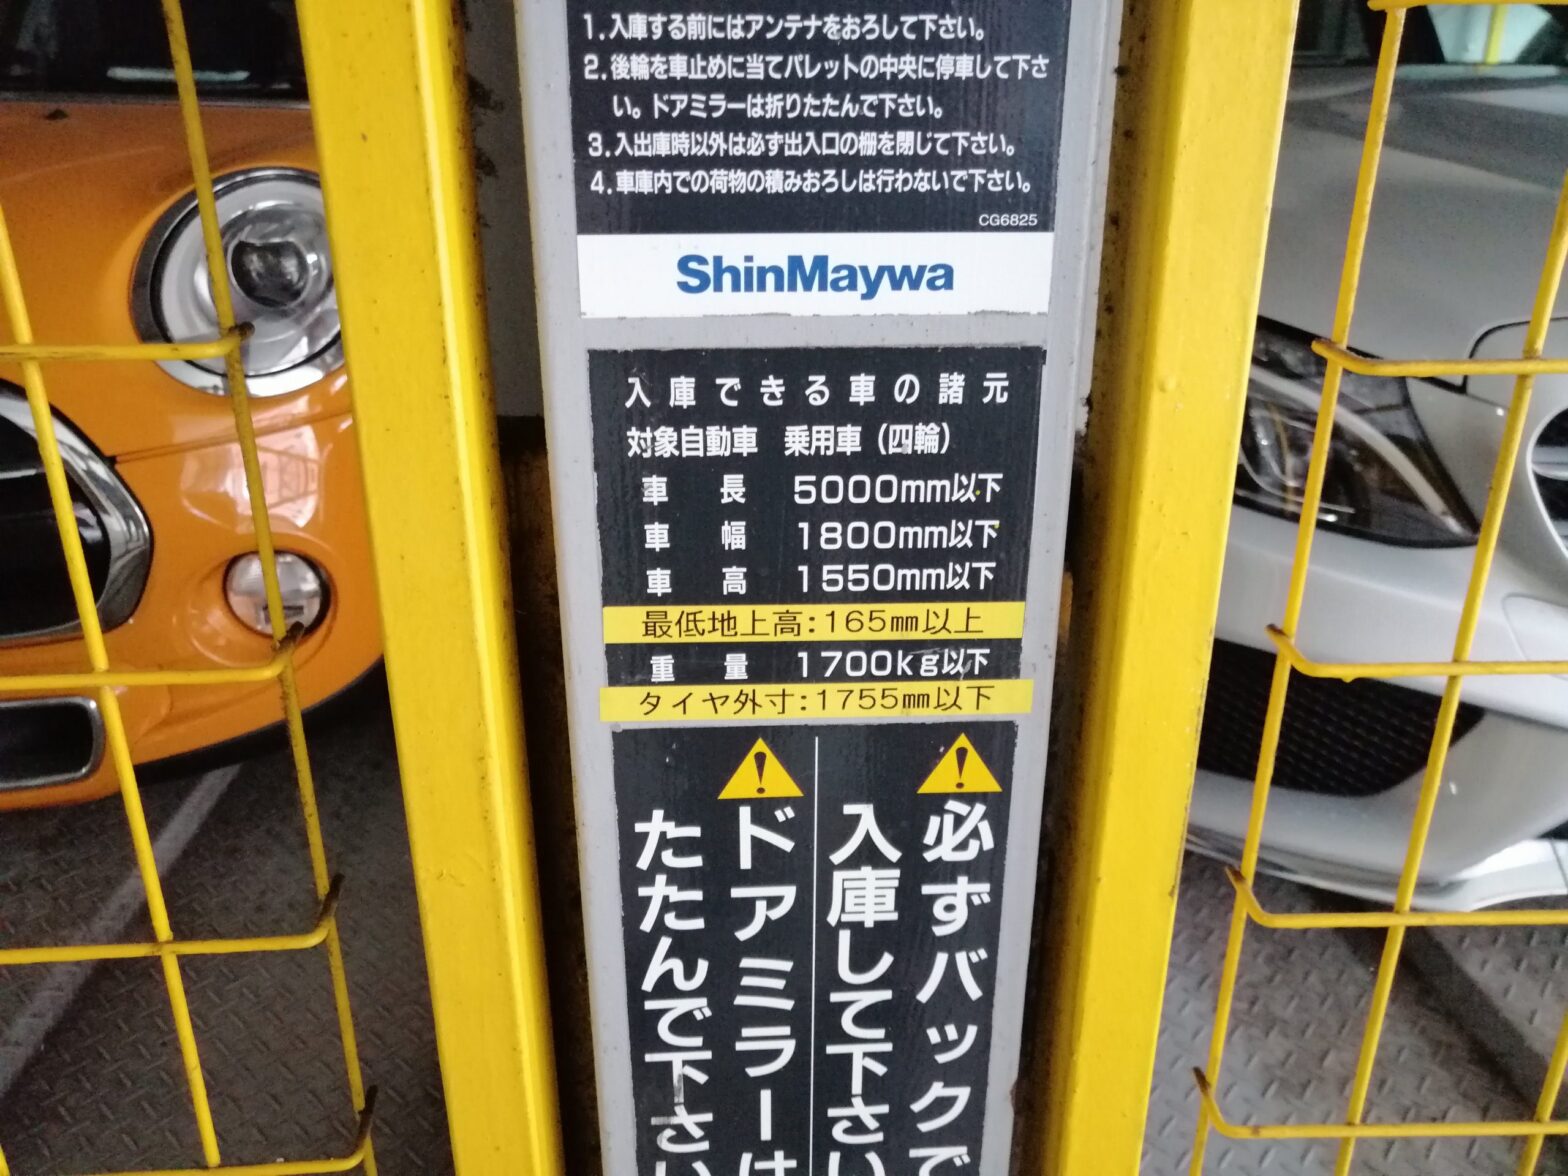 1.入庫する前にはアンテナをおろして下さい。
2.後輪を車止めに当てパレットの中央に停車して下さ
い。ドアミラーは折りたたんで下さい。
3.入出庫時以外は必ず出入口の柵を閉じて下さい。
4.車庫内での荷物の積みおろしは行わないで下さい。
CG6825
ShinMaywa
入庫できる車の諸元
対象自動車 乗用車(四輪)
車長 5000mm以下
車幅 1800mm以下
車高 1550mm以下
最低地上高:165㎜以上
重量 1700kg以下
タイヤ外寸:1755㎜以下
必ずバックで
入庫して下さい
ドアミラーは
たたんで下さい